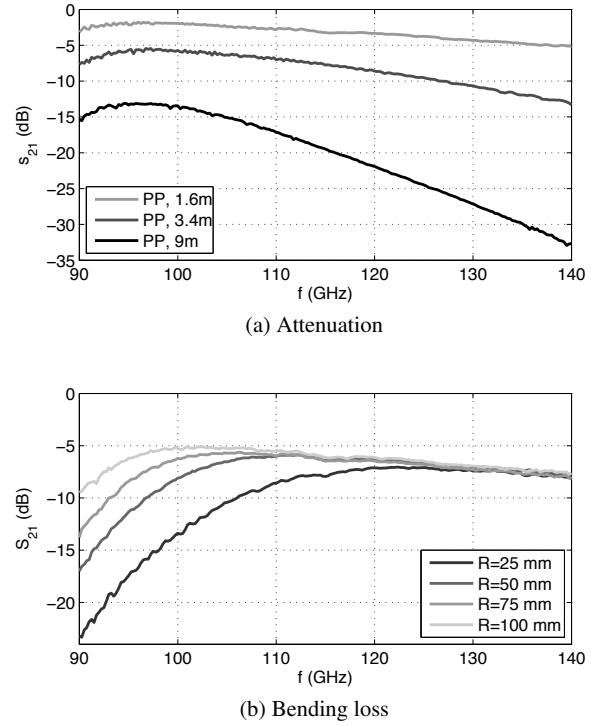 0
−5
−10
−15
−20
−25
−30
−35
s21 (dB)
PP, 1.6m
PP, 3.4m
PP, 9m
90 100 110 120 130 140
f (GHz)
(a) Attenuation
0
−5
−10
−15
−20
S21 (dB)
R=25 mm
R=50 mm
R=75 mm
R=100 mm
90 100 110 120 130 140
f (GHz)
(b) Bending loss